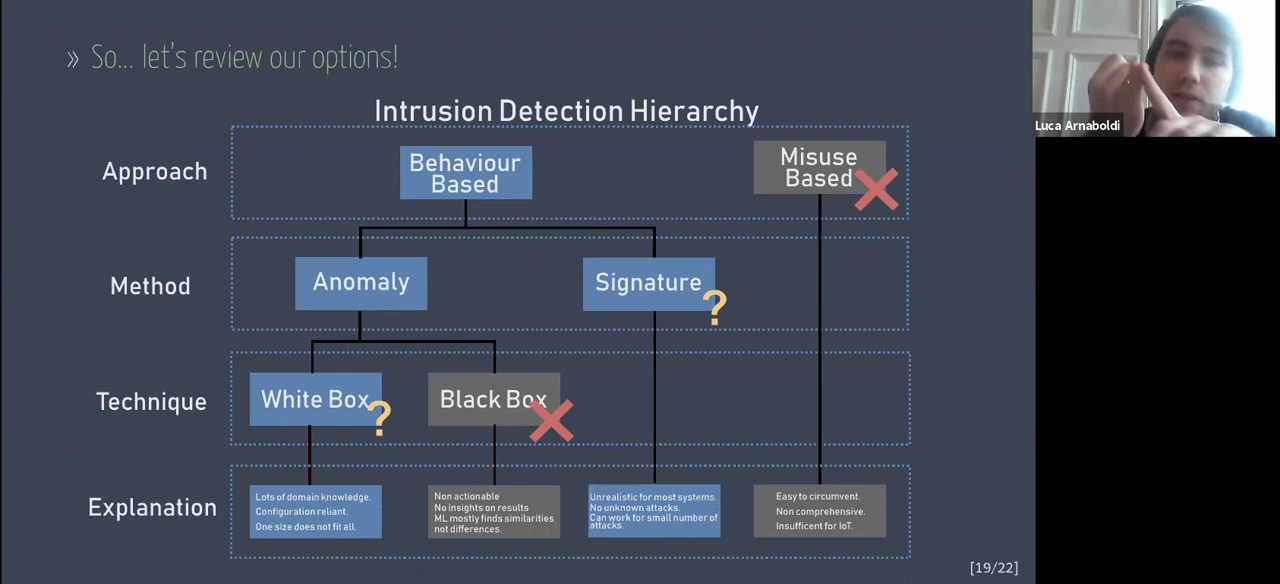 » So... let's review our options!
Intrusion Detection Hierarchy
Approach
Behaviour
Based
Misuse
Based
Method
Anomaly
Signature
?
Technique
White Box
?
Black Box
Explanation
Lots of domain knowledge.
Configuration reliant.
One size does not fit all.
Non actionable
No insights on results
ML mostly finds similarities
not differences.
Unrealistic for most systems.
No unknown attacks.
Can work for small number of
attacks.
Easy to circumvent.
Non comprehensive.
Insufficent for IoT.
[19/22]
Luca Arnaboldi